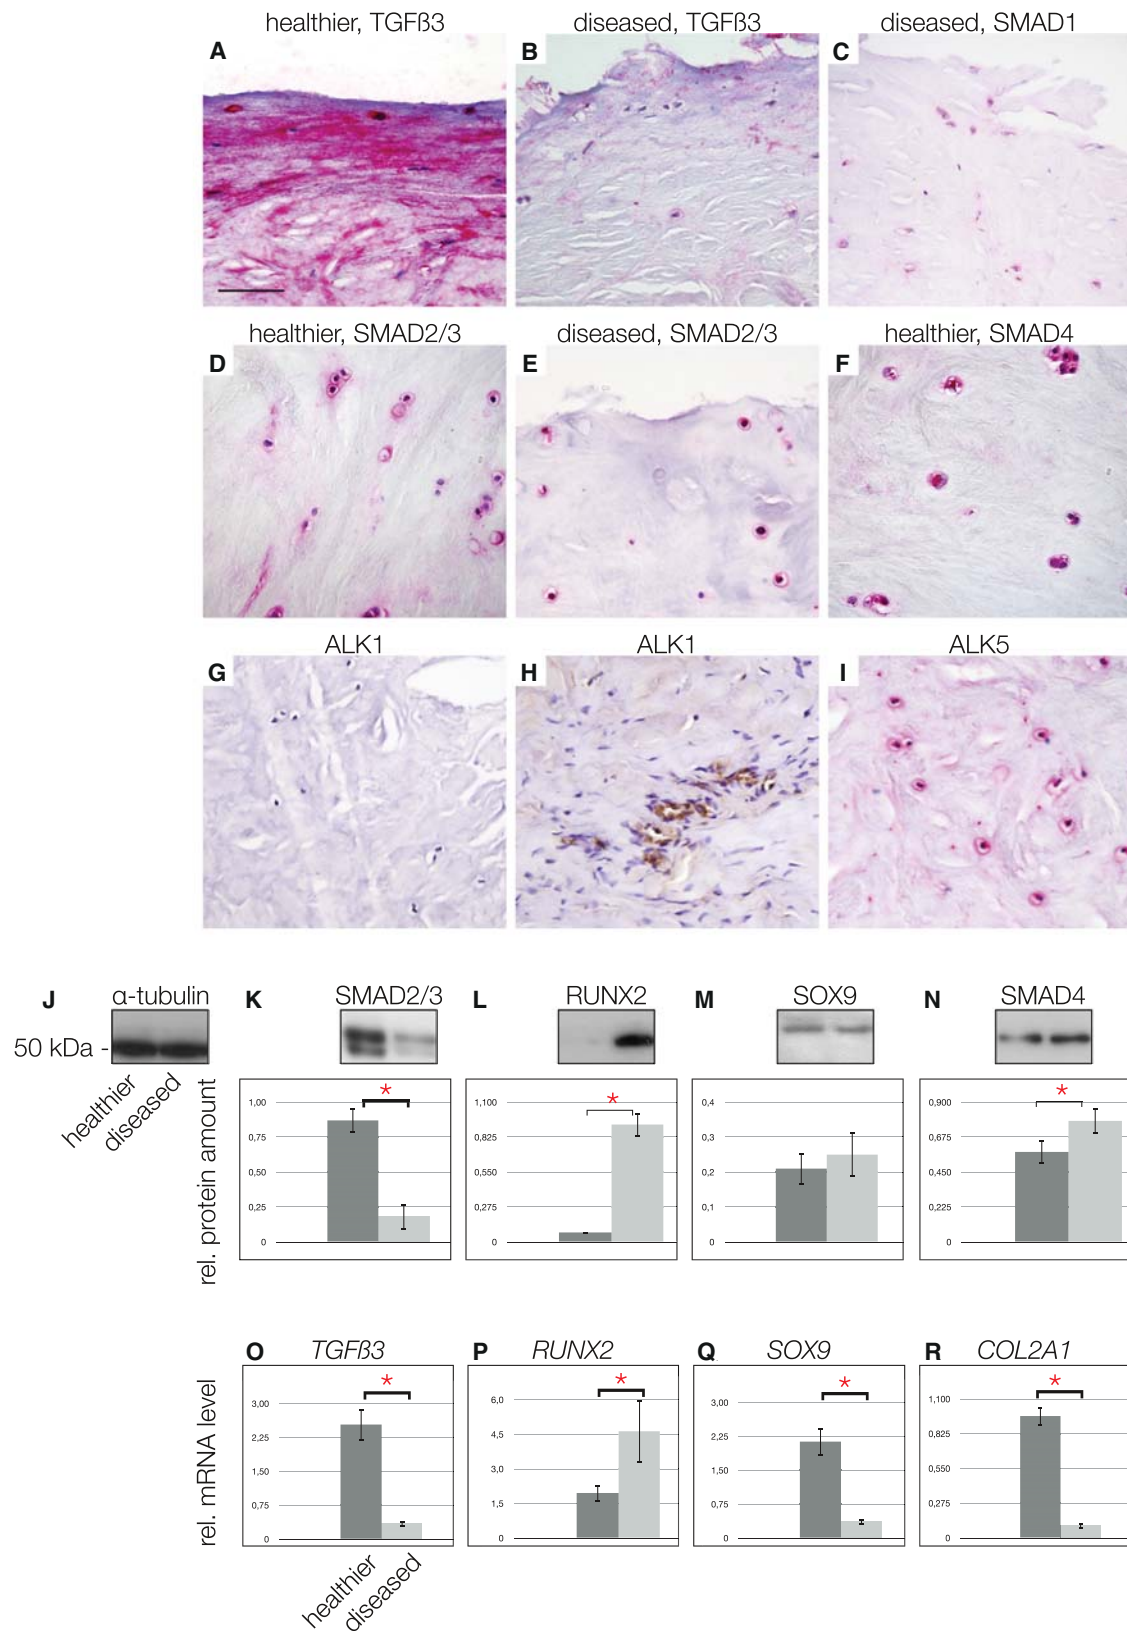 healthier, TGFß3
diseased, TGFß3
diseased, SMAD1
A
B
C
healthier, SMAD2/3
diseased, SMAD2/3
healthier, SMAD4
D
E
F
ALK1
ALK1
ALK5
G
H
I
J
α-tubulin
50 kDa -
healthier
diseased
K
SMAD2/3
L
RUNX2
M
SOX9
N
SMAD4
rel. protein amount
*
1,00
0,75
0,50
0,25
0
*
1,100
0,825
0,550
0,275
0
0,4
0,3
0,2
0,1
0
*
0,900
0,675
0,450
0,225
0
rel. mRNA level
O
TGFß3
*
3,00
2,25
1,50
0,75
0
healthier
diseased
P
RUNX2
*
6,0
4,5
3,0
1,5
0
Q
SOX9
*
3,00
2,25
1,50
0,75
0
R
COL2A1
*
1,100
0,825
0,550
0,275
0